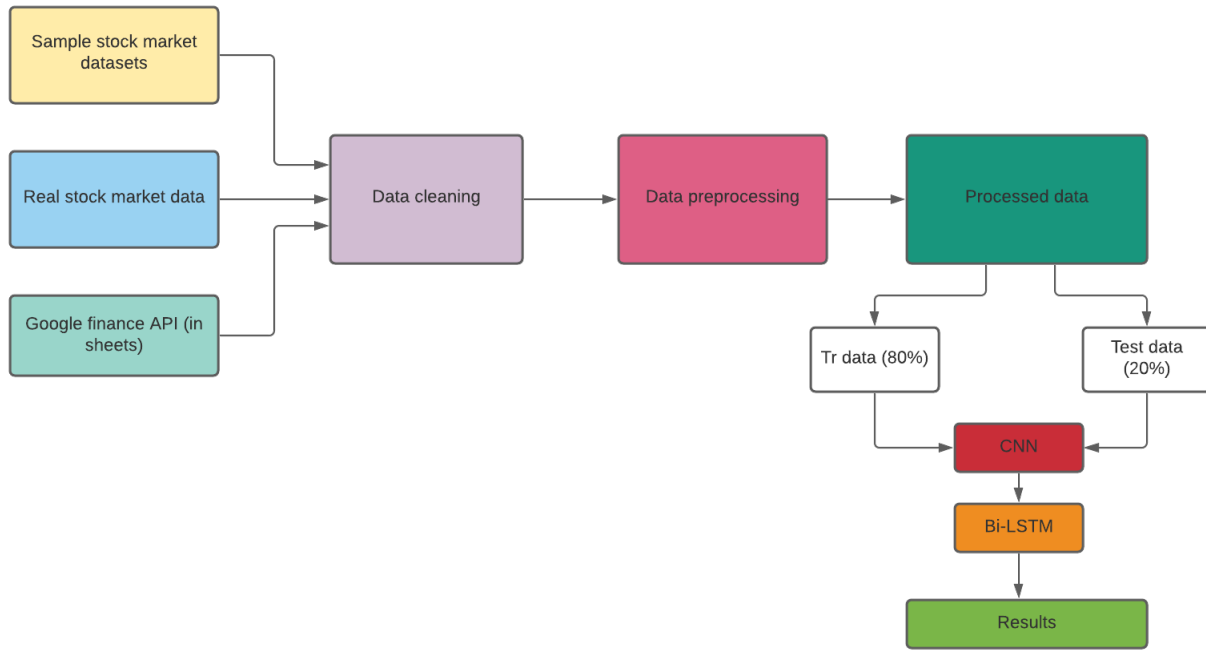 Sample stock market
datasets
Real stock market data
Google finance API (in
sheets)
Data cleaning
Data preprocessing
Processed data
Tr data (80%)
Test data
(20%)
CNN
Bi-LSTM
Results